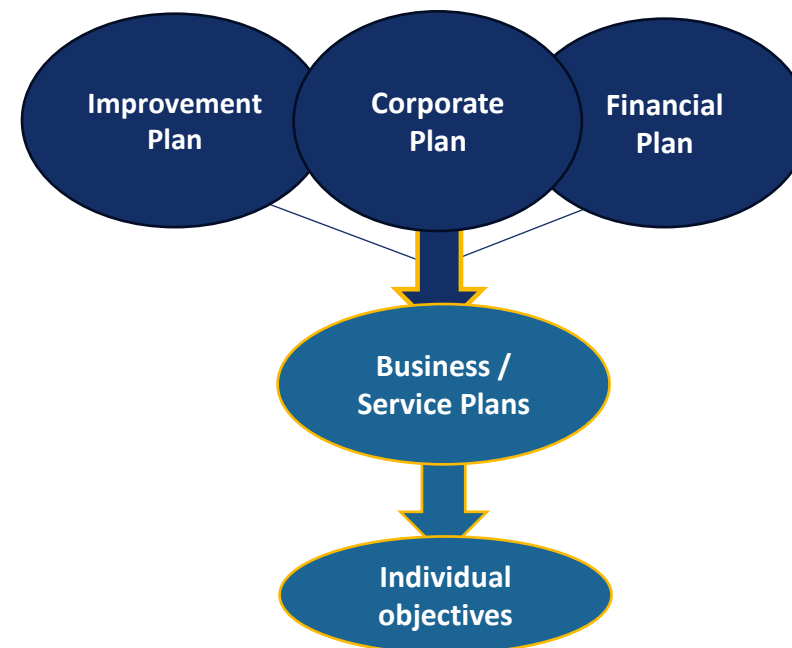 Improvement
Plan
Corporate
Plan
Financial
Plan
Business /
Service Plans
Individual
objectives